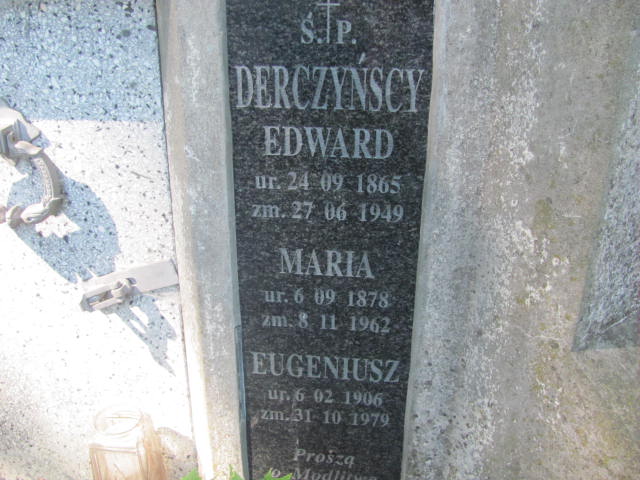 Ś. P.
DERCZYŃSCY
EDWARD
ur. 24 09 1865
zm. 27 06 1949
MARIA
ur. 6 09 1878
zm. 8 11 1962
EUGENIUSZ
ur. 6 02 1906
zm. 31 10 1979
Proszą
o Modlitwę